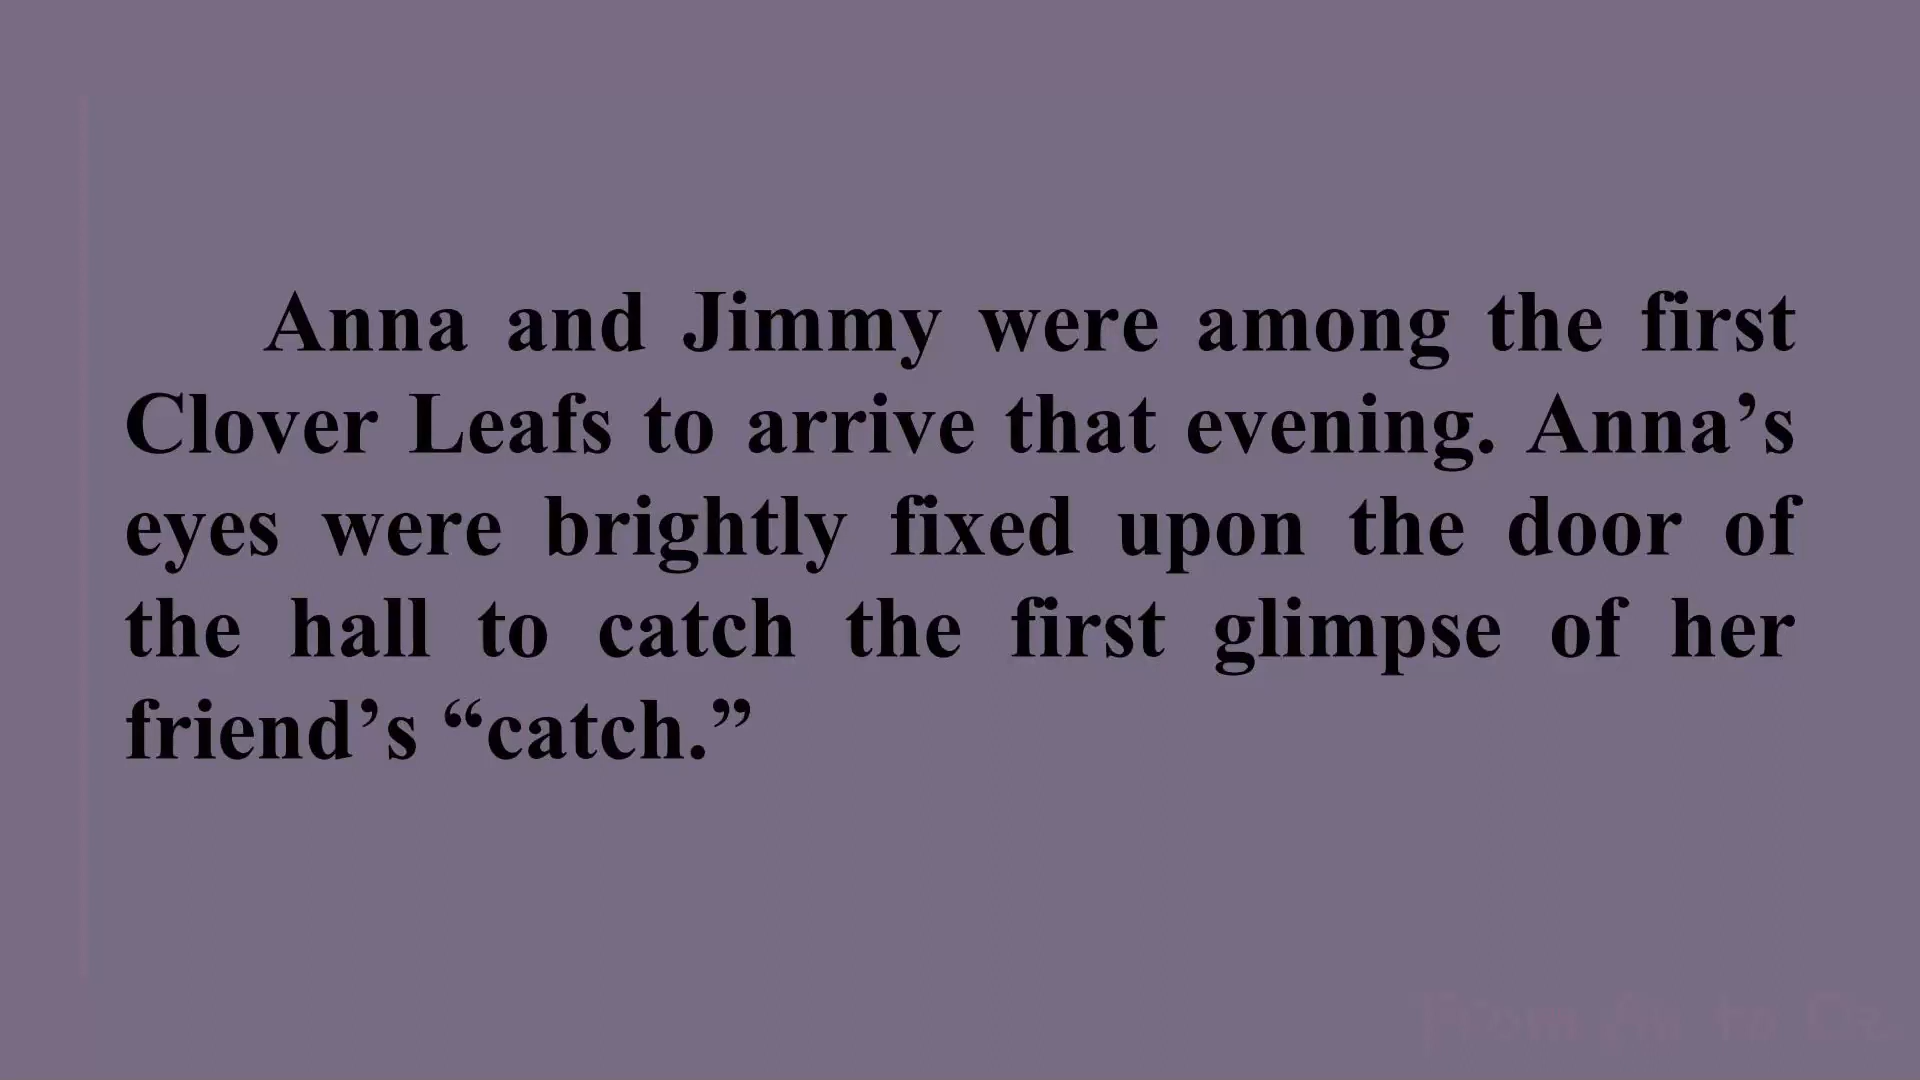 Anna and Jimmy were among the first
Clover Leafs to arrive that evening. Anna’s
eyes were brightly fixed upon the door of
the hall to catch the first glimpse of her
friend’s “catch.”